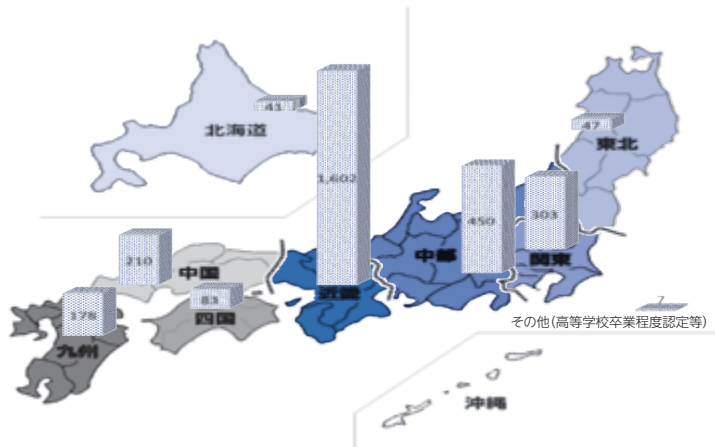 41
北海道
47
東北
1,602
450
303
中部
関東
210
中国
近畿
83
178
四国
7
その他(高等学校卒業程度認定等)
九州
沖縄